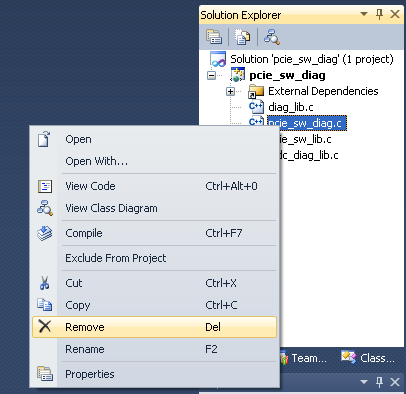 Solution Explorer
Solution 'pcie_sw_diag' (1 project)
pcie_sw_diag
External Dependencies
diag_lib.c
pcie_sw_diag.c
ie_sw_lib.c
dc_diag_lib.c
Open
Open With...
View Code Ctrl+Alt+0
View Class Diagram
Compile Ctrl+F7
Exclude From Project
Cut Ctrl+X
Copy Ctrl+C
Remove Del
Rename F2
Properties
Team...
Class...